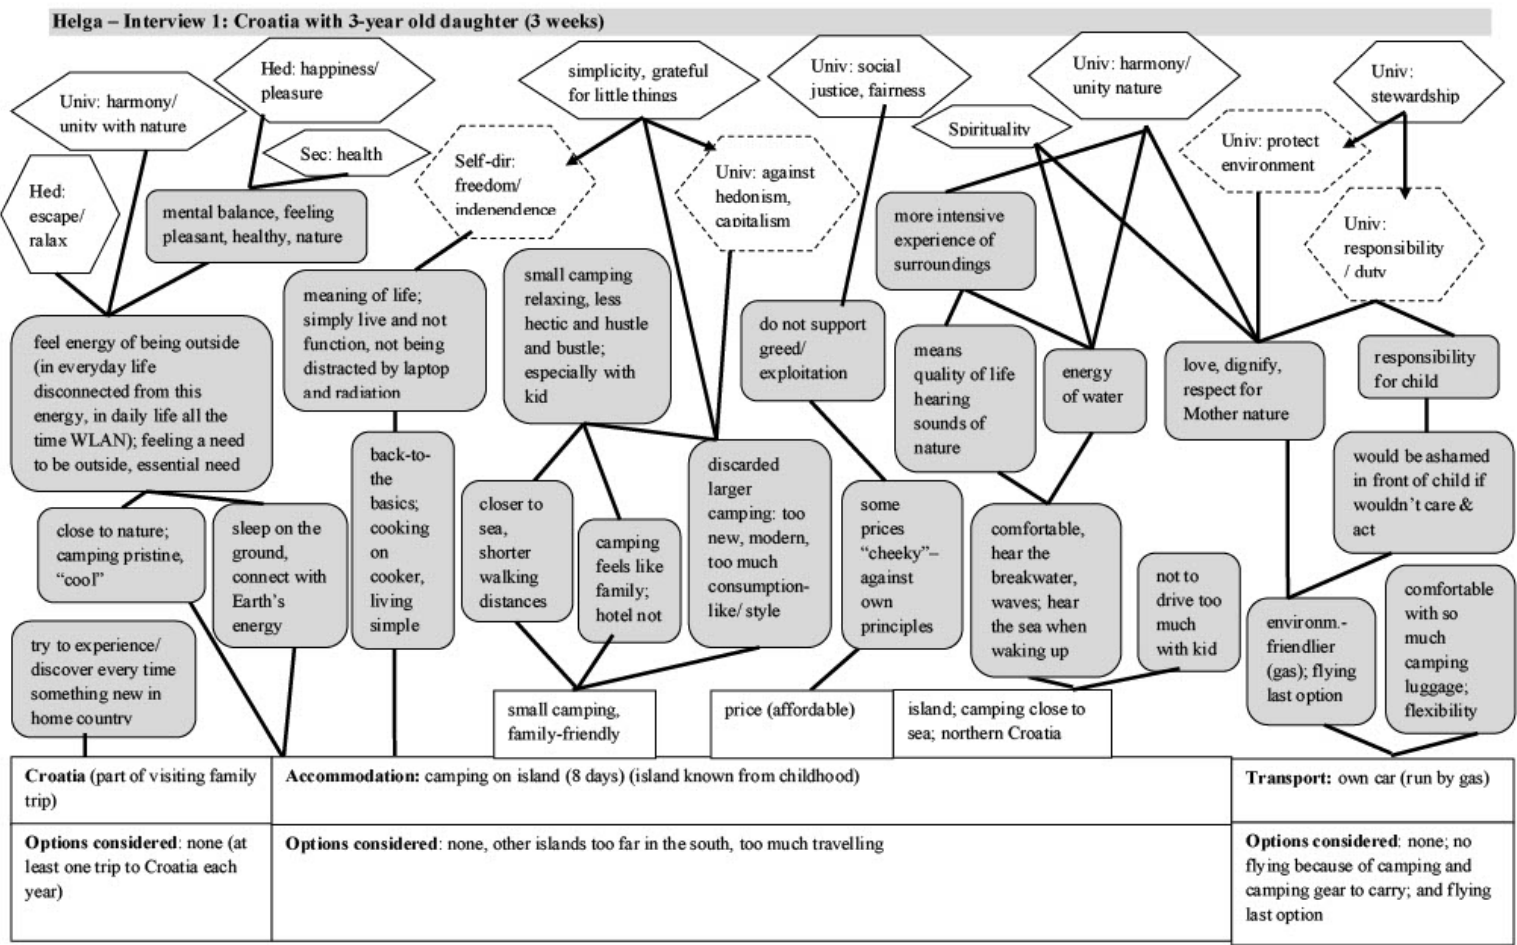 Helga – Interview 1: Croatia with 3-year old daughter (3 weeks)
Univ: harmony/
unity with nature
Hed: happiness/
pleasure
simplicity, grateful
for little things
Univ: social
justice, fairness
Univ: harmony/
unity nature
Univ:
stewardship
Hed:
escape/
ralax
Sec: health
Self-dir:
freedom/
independence
Univ: against
hedonism,
capitalism
Spirituality
Univ: protect
environment
Univ:
responsibility
/ duty
mental balance, feeling
pleasant, healthy, nature
more intensive
experience of
surroundings
feel energy of being outside
(in everyday life
disconnected from this
energy, in daily life all the
time WLAN); feeling a need
to be outside, essential need
meaning of life;
simply live and not
function, not being
distracted by laptop
and radiation
small camping
relaxing, less
hectic and hustle
and bustle;
especially with
kid
do not support
greed/
exploitation
means
quality of life
hearing
sounds of
nature
energy
of water
love, dignify,
respect for
Mother nature
responsibility
for child
close to nature;
camping pristine,
“cool”
sleep on the
ground,
connect with
Earth’s
energy
back-to-
the
basics;
cooking
on
cooker,
living
simple
closer to
sea,
shorter
walking
distances
camping
feels like
family;
hotel not
discarded
larger
camping: too
new, modern,
too much
consumption-
like/ style
some
prices
“cheeky”–
against
own
principles
comfortable,
hear the
breakwater,
waves; hear
the sea when
waking up
not to
drive too
much
with kid
would be ashamed
in front of child if
wouldn’t care &
act
environm.-
friendlier
(gas); flying
last option
comfortable
with so
much
camping
luggage;
flexibility
try to experience/
discover every time
something new in
home country
small camping,
family-friendly
price (affordable)
island; camping close to
sea; northern Croatia
Croatia (part of visiting family
trip)
Accommodation: camping on island (8 days) (island known from childhood)
Transport: own car (run by gas)
Options considered: none (at
least one trip to Croatia each
year)
Options considered: none, other islands too far in the south, too much travelling
Options considered: none; no
flying because of camping and
camping gear to carry; and flying
last option